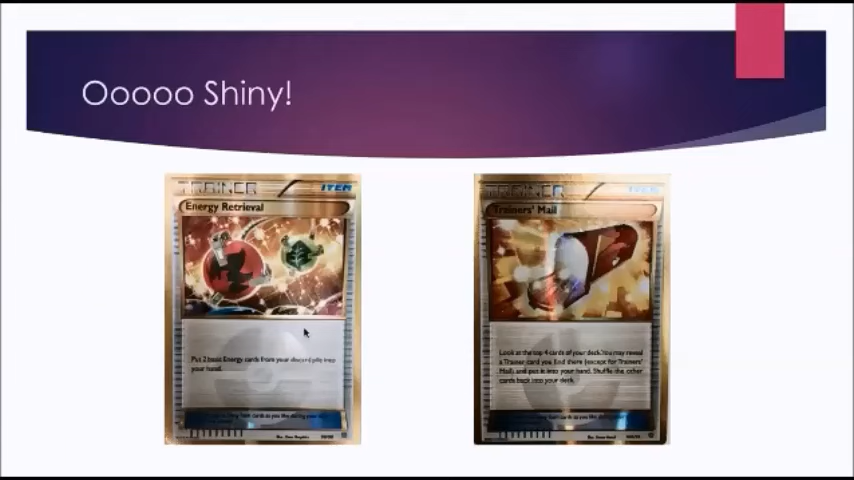 Ooooo Shiny!
TRAINER
ITEM
Energy Retrieval
Put 2 basic Energy cards from your discard pile into
your hand.
TRAINER
ITEM
Trainers' Mail
Look at the top 4 cards of your deck. You may reveal
a Trainer card you find there (except for Trainers'
Mail) and put it into your hand. Shuffle the other
cards back into your deck.